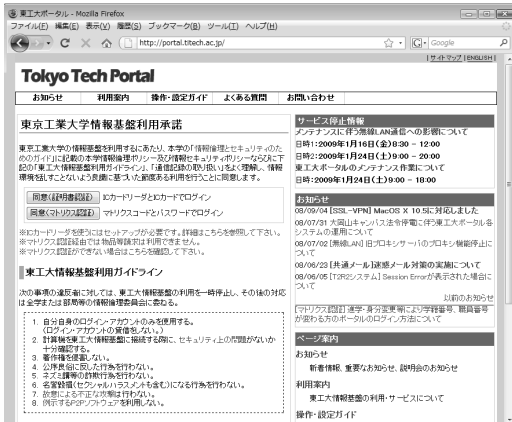 東工大ポータル - Mozilla Firefox
ファイル(F) 編集(E) 表示(V) 履歴(S) ブックマーク(B) ツール(T) ヘルプ(H)
http://portal.titech.ac.jp/
Google
| サイトマップ | ENGLISH |
Tokyo Tech Portal
お知らせ 利用案内 操作・設定ガイド よくある質問 お問い合わせ
東京工業大学情報基盤利用承諾
東京工業大学の情報基盤を利用するにあたり、本学の「情報倫理とセキュリティのた
めのガイド」に記載の本学情報倫理ポリシー及び情報セキュリティポリシーならびに下
記の「東工大情報基盤利用ガイドライン」、「通信記録の取り扱い」をよく理解し、情報
環境を乱すことないよう良識に基づいた節度ある利用を行うことに同意します。
同意(証明書認証) ICカードリーダとICカードでログイン
同意(マトリクス認証) マトリクスコードとパスワードでログイン
※ICカードリーダを使うにはセットアップが必要です。詳細はこちらを参照して下さい。
※マトリクス認証経由では物品等請求は利用できません。
※マトリクス認証ができない場合はこちらを確認して下さい。
東工大情報基盤利用ガイドライン
次の事項の違反者に対しては、東工大情報基盤の利用を一時停止し、その後の対応
は全学または部局等の情報倫理委員会に委ねる。
1. 自分自身のログイン・アカウントのみを使用する。
(ログイン・アカウントの貸借をしない。)
2. 計算機を東工大情報基盤に接続する際に、セキュリティ上の問題がないか
十分確認する。
3. 著作権を侵害しない。
4. 公序良俗に反した行為を行わない。
5. ネズミ講等の詐欺行為を行わない。
6. 名誉毀損(セクシャルハラスメントも含む)になる行為を行わない。
7. 故意による不正な攻撃は行わない。
8. 例示するP2Pソフトウェアを利用しない。
サービス停止情報
メンテナンスに伴う無線LAN通信への影響について
日時1:2009年1月16日(金)8:30 - 12:00
日時2:2009年1月24日(土)9:00 - 20:00
東工大ポータルのメンテナンス作業について
日時:2009年1月24日(土)9:00 - 18:00
お知らせ
08/09/04 [SSL-VPN] MacOS X 10.5に対応しました
08/07/31 大岡山キャンパス法令停電に伴う東工大ポータル各
システムの運用について
08/07/02 [無線LAN] 旧プロキシサーバのプロキシ機能停止に
ついて
08/06/23 [共通メール]迷惑メール対策の実施について
08/06/05 [T2R2システム] Session Errorが表示された場合に
ついて
以前のお知らせ
[マトリクス認証] 進学・身分変更等により学籍番号、職員番号
が変わる方のポータルのログイン方法について
ページ案内
お知らせ
新着情報、重要なお知らせ、説明会のお知らせ
利用案内
東工大情報基盤の利用・サービスについて
操作・設定ガイド